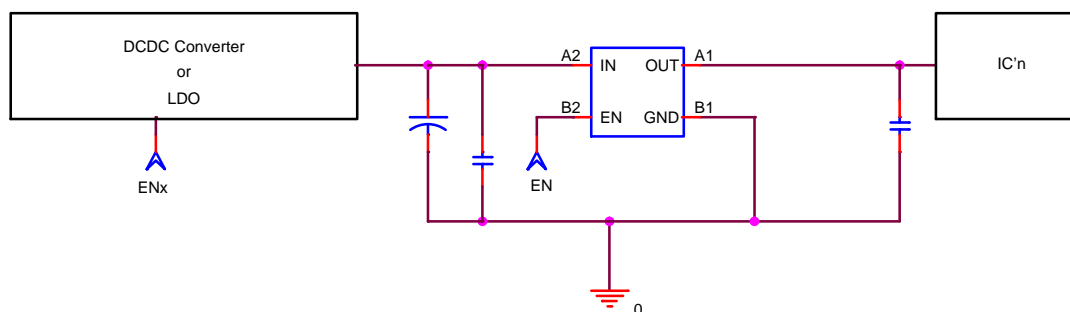 DCDC Converter
or
LDO
ENx
A2
IN
OUT
A1
B2
EN
GND
B1
EN
IC'n
0